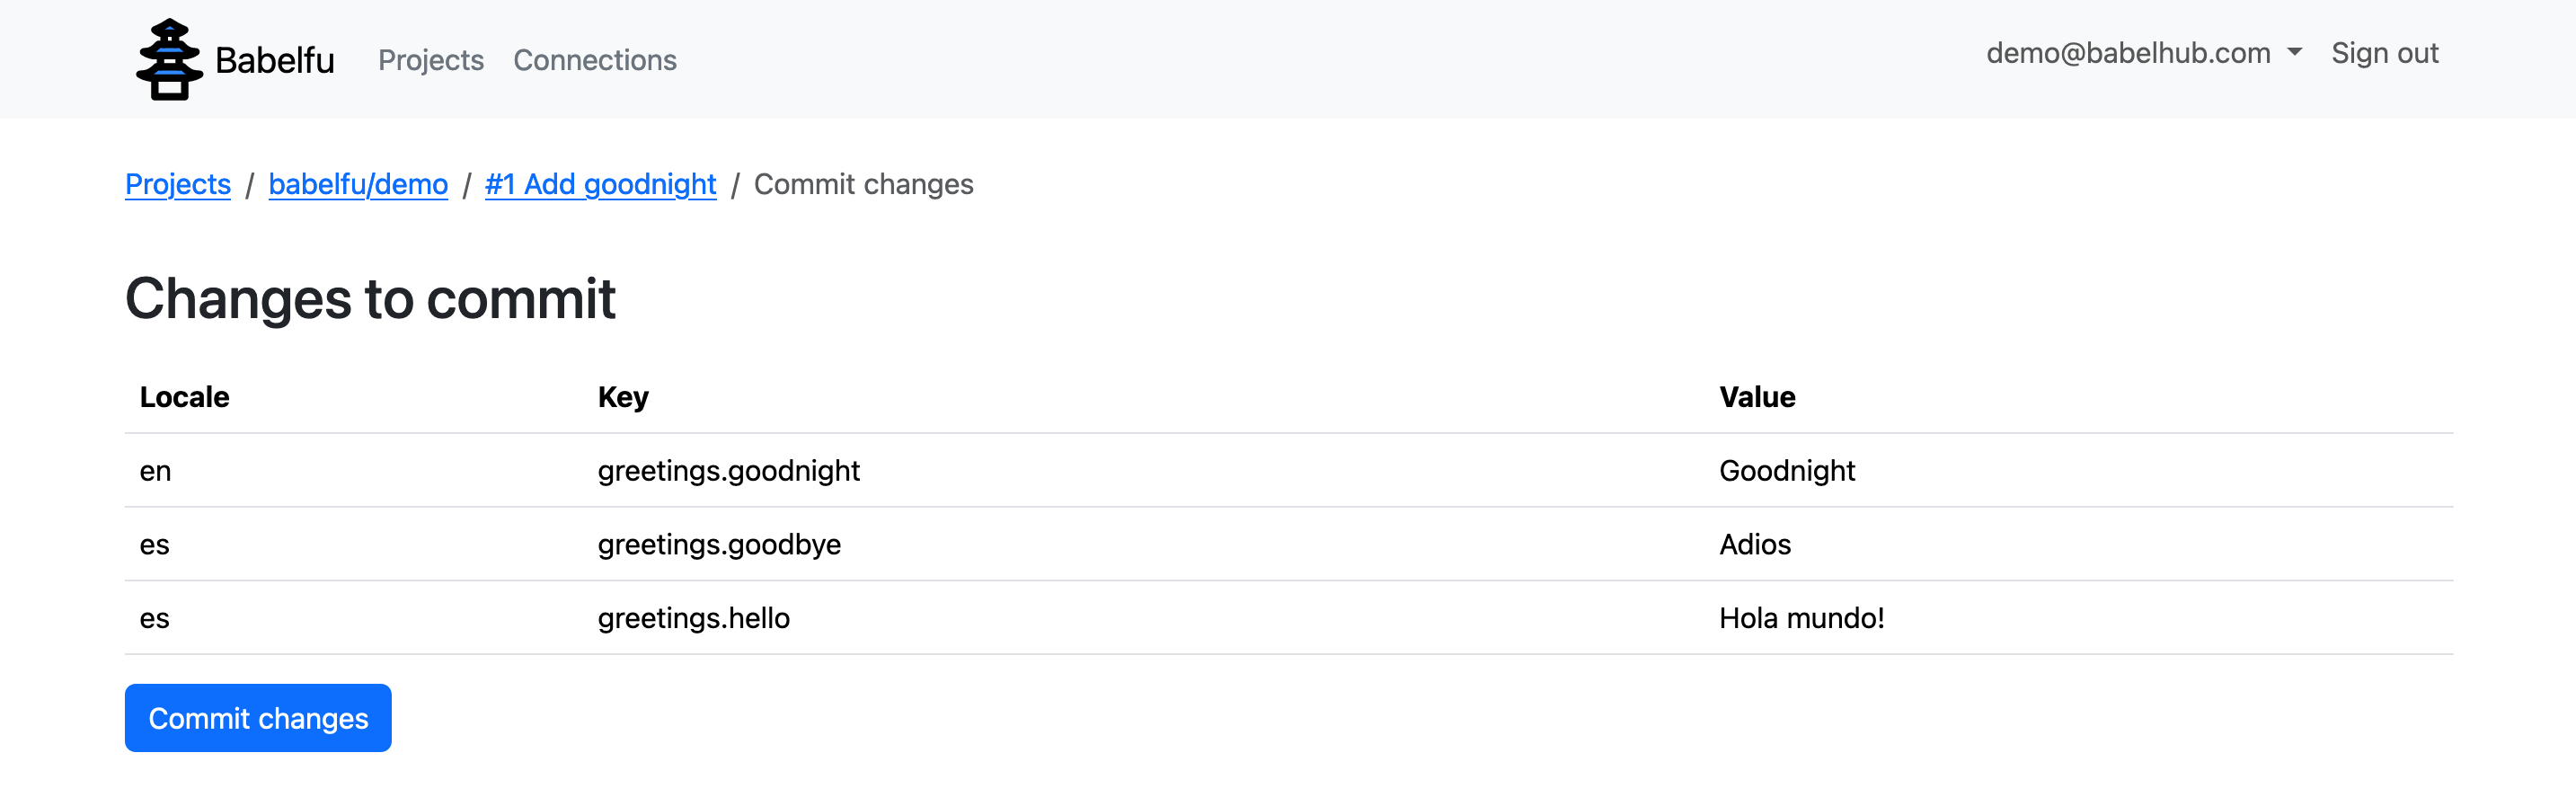 Babelfu Projects Connections demo@babelhub.com Sign out
Projects / babelfu/demo / #1 Add goodnight / Commit changes
Changes to commit
Locale Key Value
en greetings.goodnight Goodnight
es greetings.goodbye Adios
es greetings.hello Hola mundo!
Commit changes